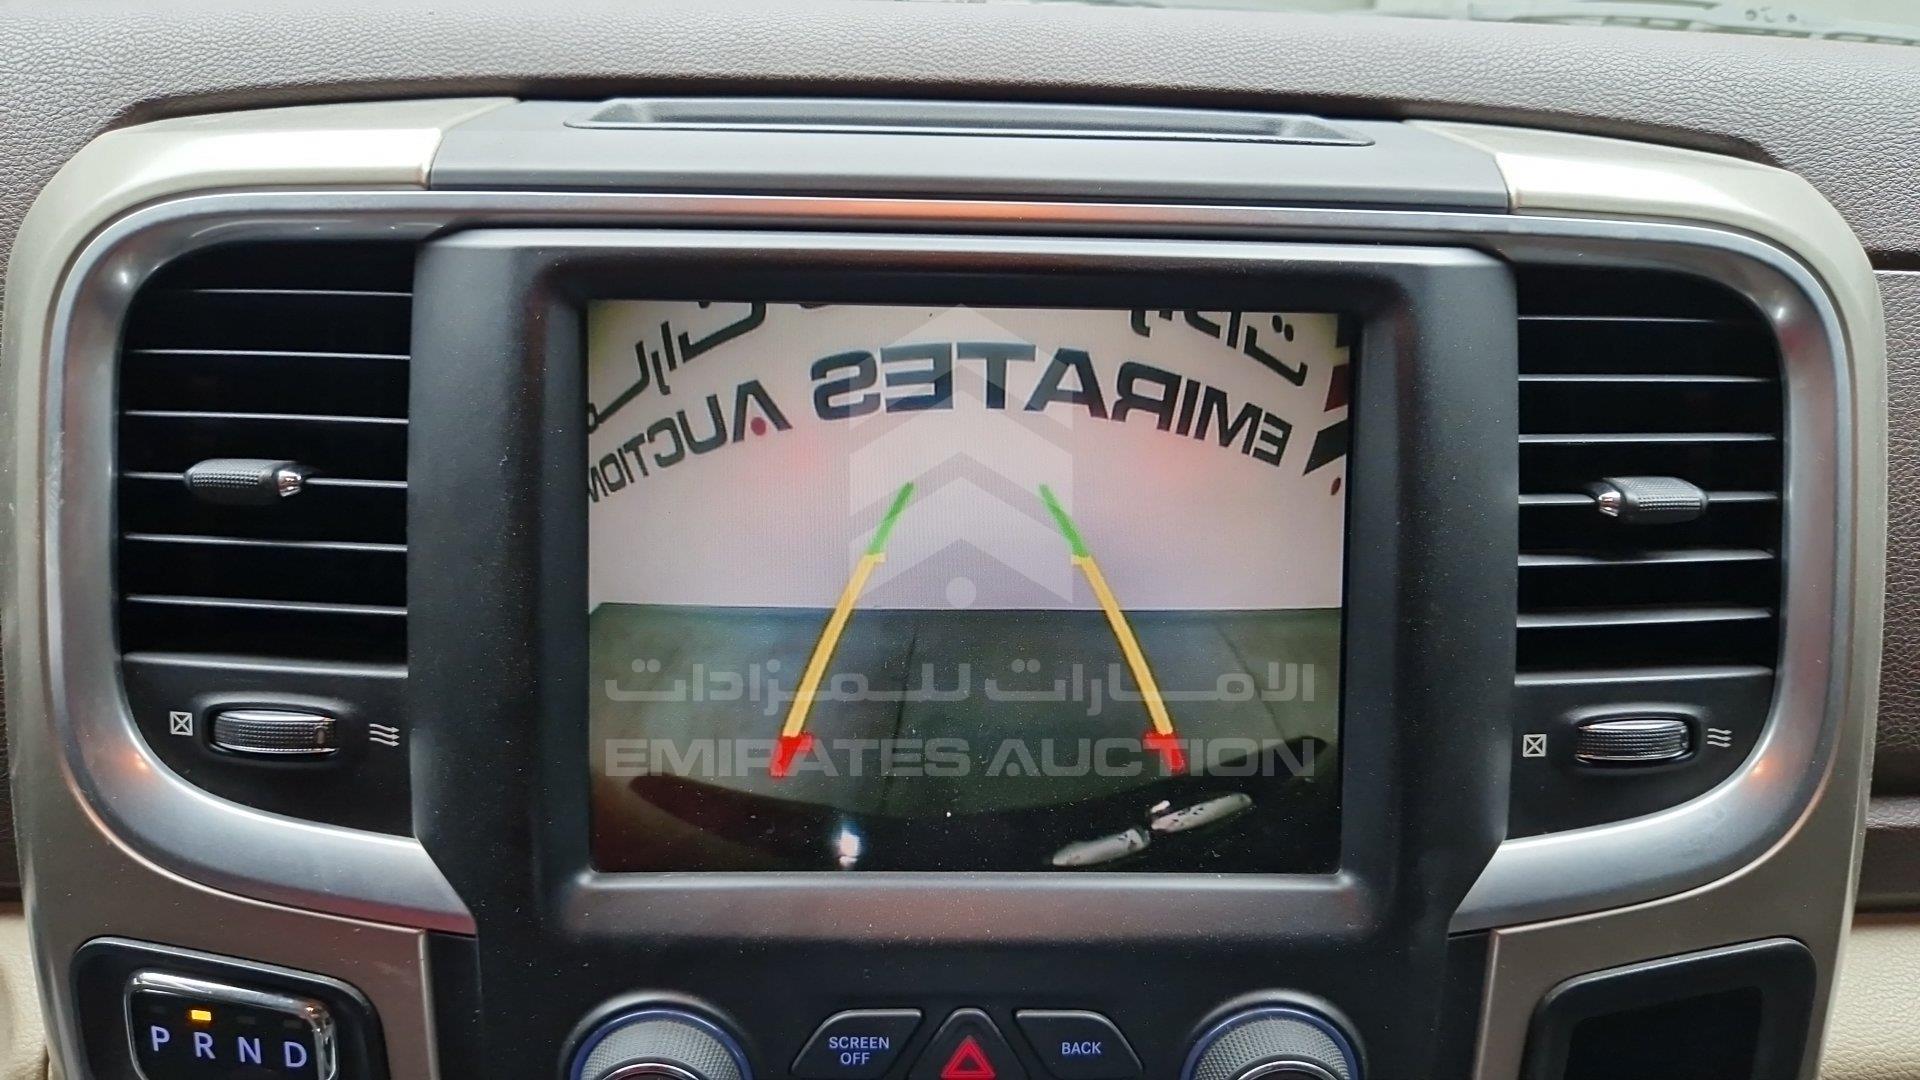 EMIRATES AUCTION
الامارات للمزادات
EMIRATES AUCTION
P R N D
SCREEN OFF
BACK